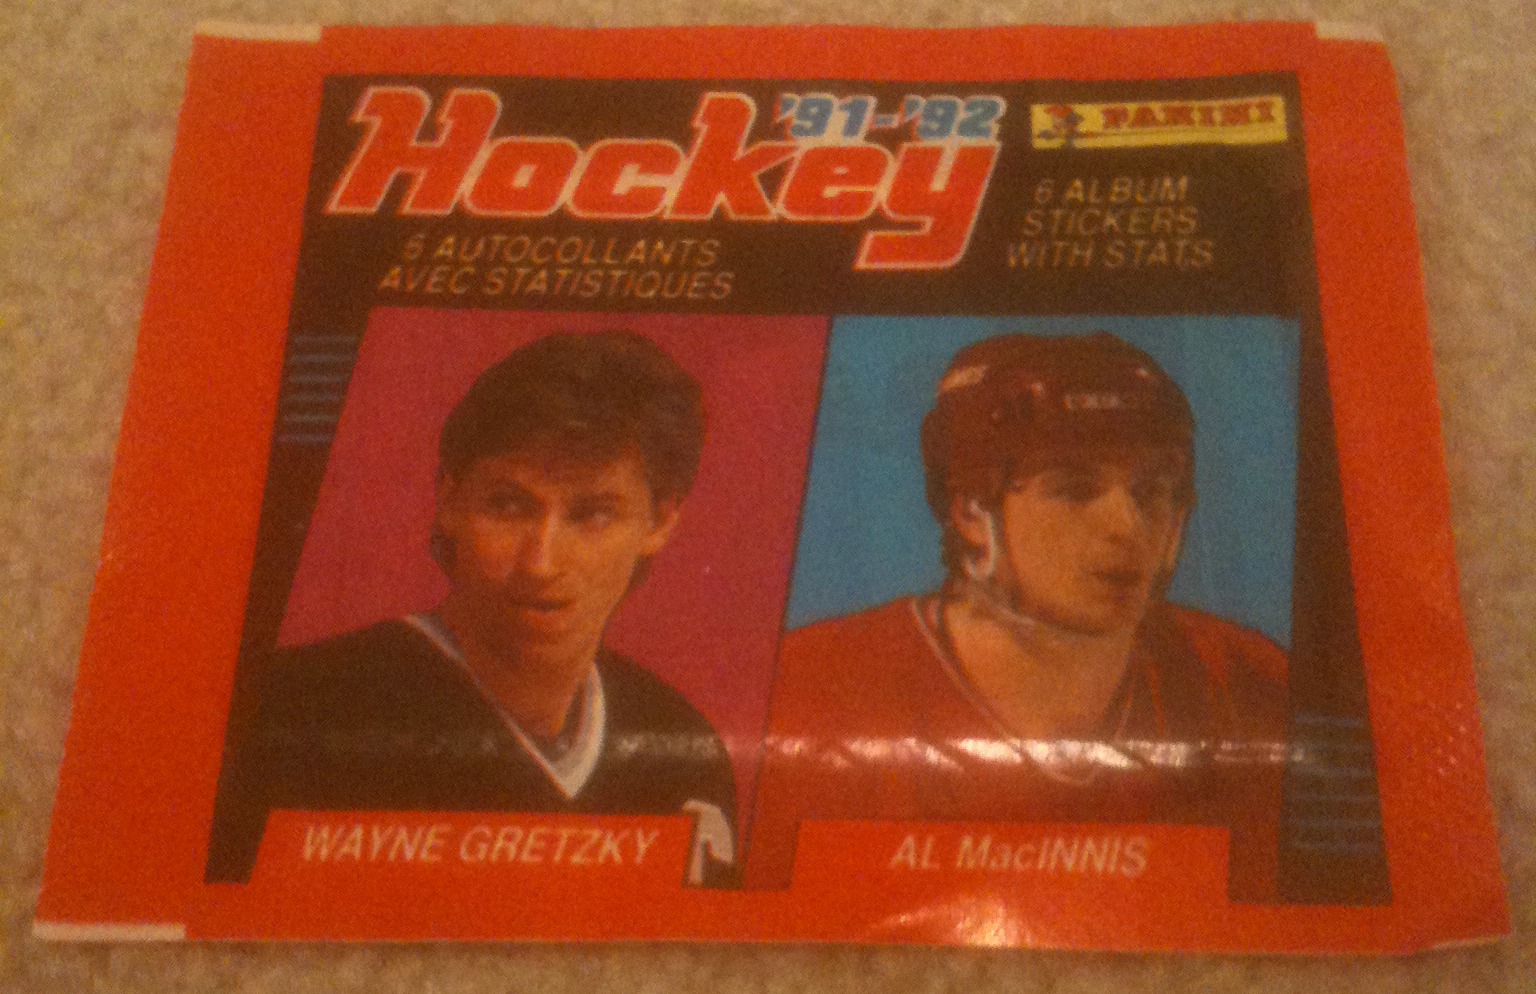 Hockey
'91-'92
PANINI
6 AUTOCOLLANTS
AVEC STATISTIQUES
6 ALBUM
STICKERS
WITH STATS
WAYNE GRETZKY
AL MacINNIS